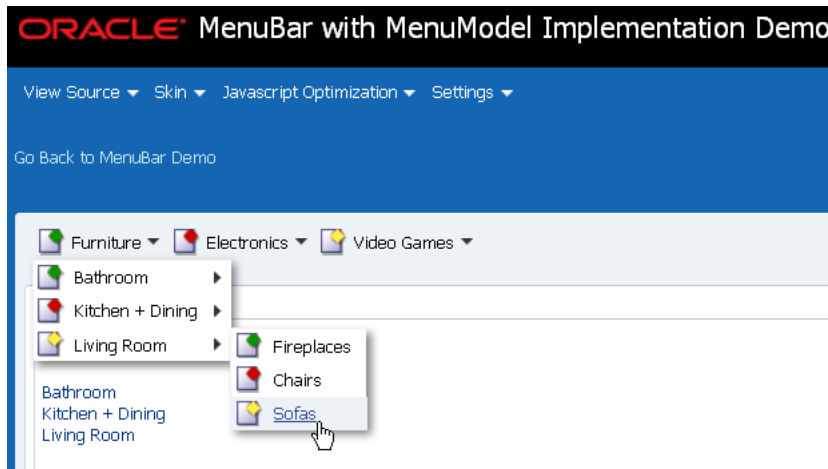 ORACLE MenuBar with MenuModel Implementation Demo
View Source Skin Javascript Optimization Settings
Go Back to MenuBar Demo
Furniture Electronics Video Games
Bathroom
Kitchen + Dining
Living Room
Fireplaces
Chairs
Sofas
Bathroom
Kitchen + Dining
Living Room